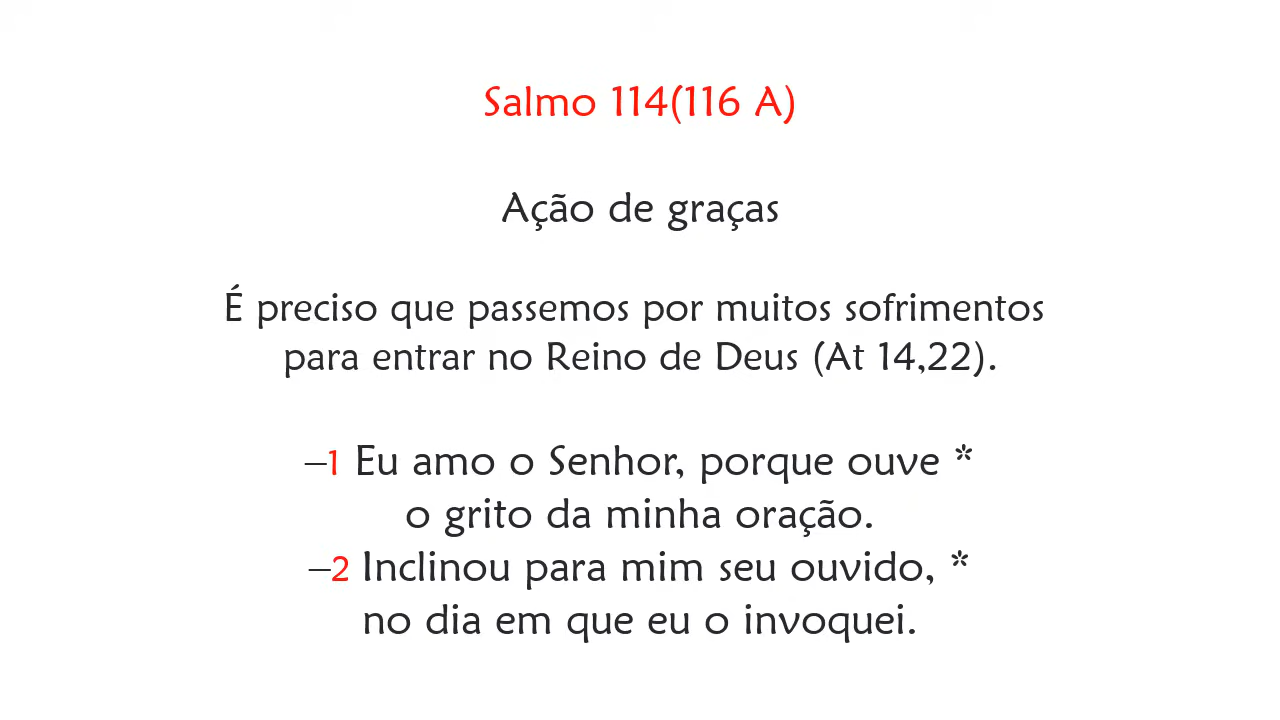 Salmo 114(116 A)
Ação de graças
É preciso que passemos por muitos sofrimentos
para entrar no Reino de Deus (At 14,22).
–1 Eu amo o Senhor, porque ouve *
o grito da minha oração.
–2 Inclinou para mim seu ouvido, *
no dia em que eu o invoquei.